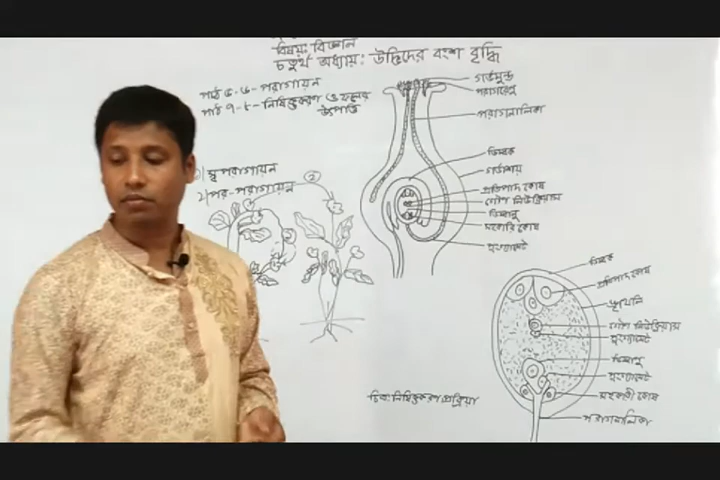 বিষয়: বিজ্ঞান
চতুর্থ অধ্যায়: উদ্ভিদের বংশ বৃদ্ধি
পাঠ ৫-৬- পরাগায়ন
পাঠ ৭-৮- নিষিক্তকরণ ও ফলের উৎপত্তি
১) স্ব পরাগায়ন
২) পর-পরাগায়ন
গর্ভমুন্ড
পরাগরেণু
পরাগনালিকা
ডিম্বক
গর্ভাশয়
প্রতিপাদ কোষ
গৌণ নিউক্লিয়াস
ডিম্বাণু
সহকারি কোষ
পুংগ্যামেট
ডিম্বক
প্রতিপাদ কোষ
ভ্রূণথলি
গৌণ নিউক্লিয়াস
পুংগ্যামেট
ডিম্বাণু
পুংগ্যামেট
সহকারী কোষ
পরাগনালিকা
চিত্র: নিষিক্তকরণ প্রক্রিয়া